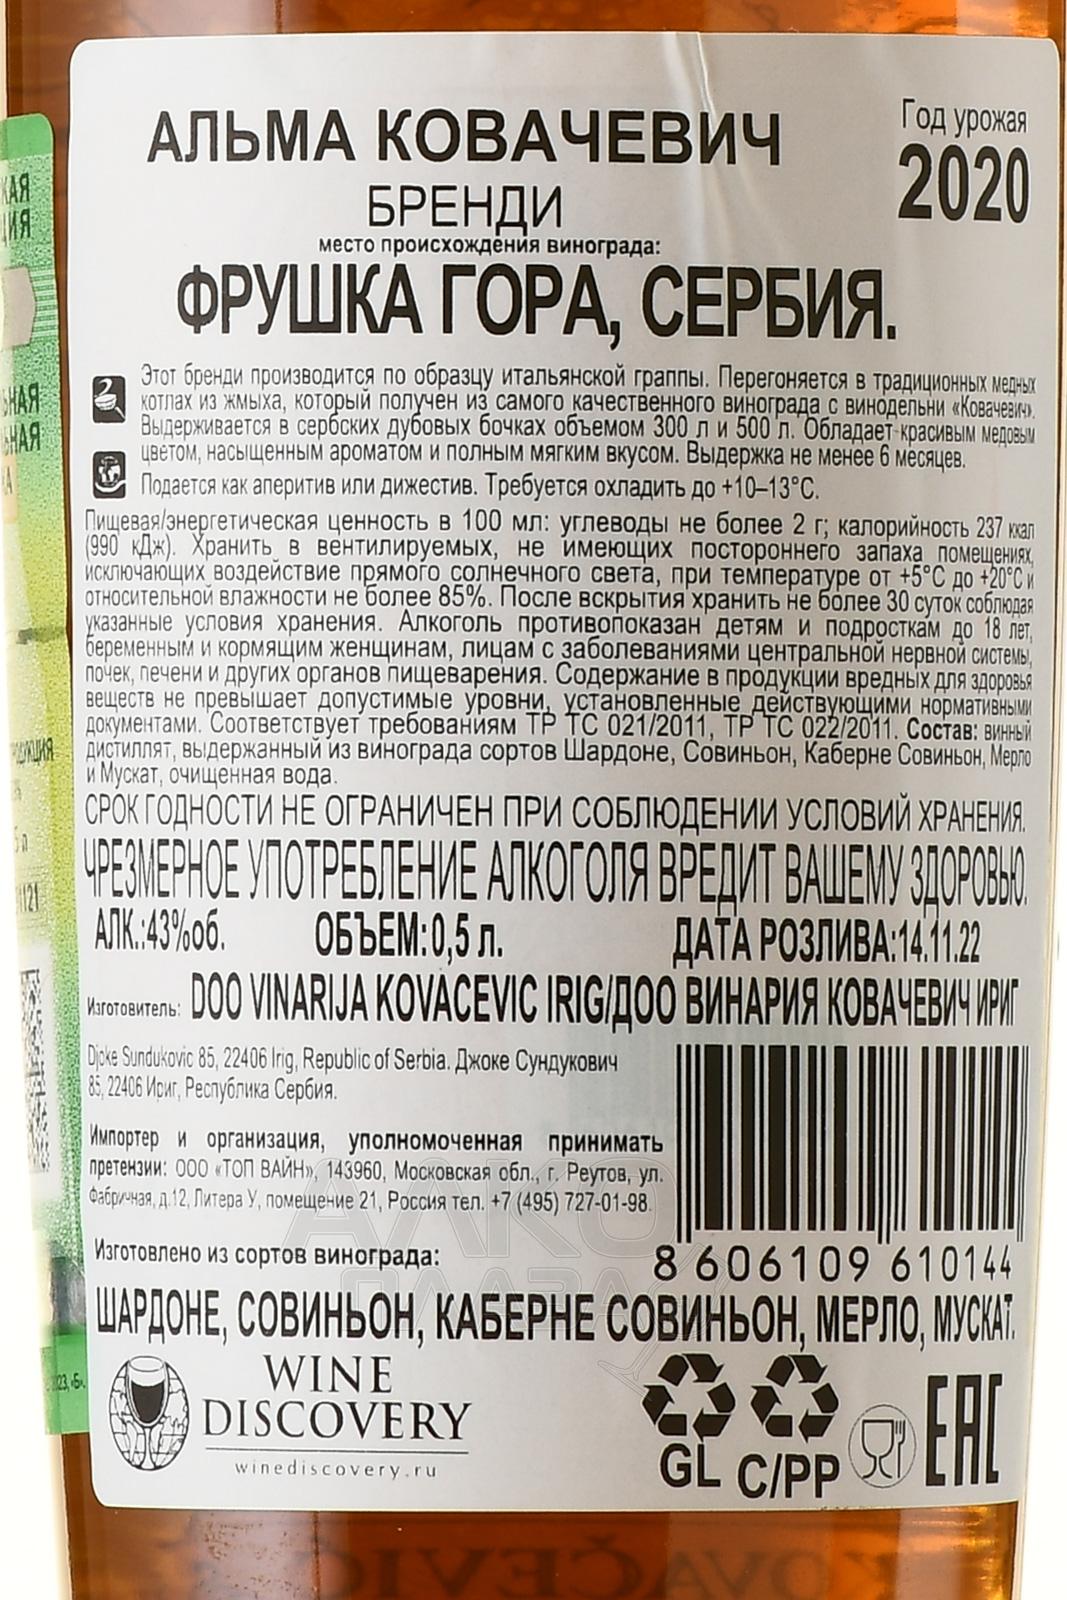 АЛЬМА КОВАЧЕВИЧ
Год урожая
2020
БРЕНДИ
место происхождения винограда:
ФРУШКА ГОРА, СЕРБИЯ.
Этот бренди производится по образцу итальянской граппы. Перегоняется в традиционных медных
котлах из жмыха, который получен из самого качественного винограда с винодельни «Ковачевич».
Выдерживается в сербских дубовых бочках объемом 300 л и 500 л. Обладает красивым медовым
цветом, насыщенным ароматом и полным мягким вкусом. Выдержка не менее 6 месяцев.
Подается как аперитив или дижестив. Требуется охладить до +10–13°С.
Пищевая/энергетическая ценность в 100 мл: углеводы не более 2 г; калорийность 237 ккал
(990 кДж). Хранить в вентилируемых, не имеющих постороннего запаха помещениях,
исключающих воздействие прямого солнечного света, при температуре от +5°С до +20°С и
относительной влажности не более 85%. После вскрытия хранить не более 30 суток соблюдая
указанные условия хранения. Алкоголь противопоказан детям и подросткам до 18 лет,
беременным и кормящим женщинам, лицам с заболеваниями центральной нервной системы,
почек, печени и других органов пищеварения. Содержание в продукции вредных для здоровья
веществ не превышает допустимые уровни, установленные действующими нормативными
документами. Соответствует требованиям ТР ТС 021/2011, ТР ТС 022/2011. Состав: винный
дистиллят, выдержанный из винограда сортов Шардоне, Совиньон, Каберне Совиньон, Мерло
и Мускат, очищенная вода.
СРОК ГОДНОСТИ НЕ ОГРАНИЧЕН ПРИ СОБЛЮДЕНИИ УСЛОВИЙ ХРАНЕНИЯ.
ЧРЕЗМЕРНОЕ УПОТРЕБЛЕНИЕ АЛКОГОЛЯ ВРЕДИТ ВАШЕМУ ЗДОРОВЬЮ.
АЛК.:43%об. ОБЪЕМ:0,5 л. ДАТА РОЗЛИВА:14.11.22
Изготовитель: DOO VINARIJA KOVACEVIC IRIG/ДОО ВИНАРИЯ КОВАЧЕВИЧ ИРИГ
Djoke Sundukovic 85, 22406 Irig, Republic of Serbia. Джоке Сундукович
85, 22406 Ириг, Республика Сербия.
Импортер и организация, уполномоченная принимать
претензии: ООО «ТОП ВАЙН», 143960, Московская обл., г. Реутов, ул.
Фабричная, д.12, Литера У, помещение 21, Россия тел. +7 (495) 727-01-98.
8 606109 610144
Изготовлено из сортов винограда:
ШАРДОНЕ, СОВИНЬОН, КАБЕРНЕ СОВИНЬОН, МЕРЛО, МУСКАТ.
WINE
DISCOVERY
winediscovery.ru
GL C/PP
EAC
АЛКО
ПЛАЗА
KOVAČEVIĆ